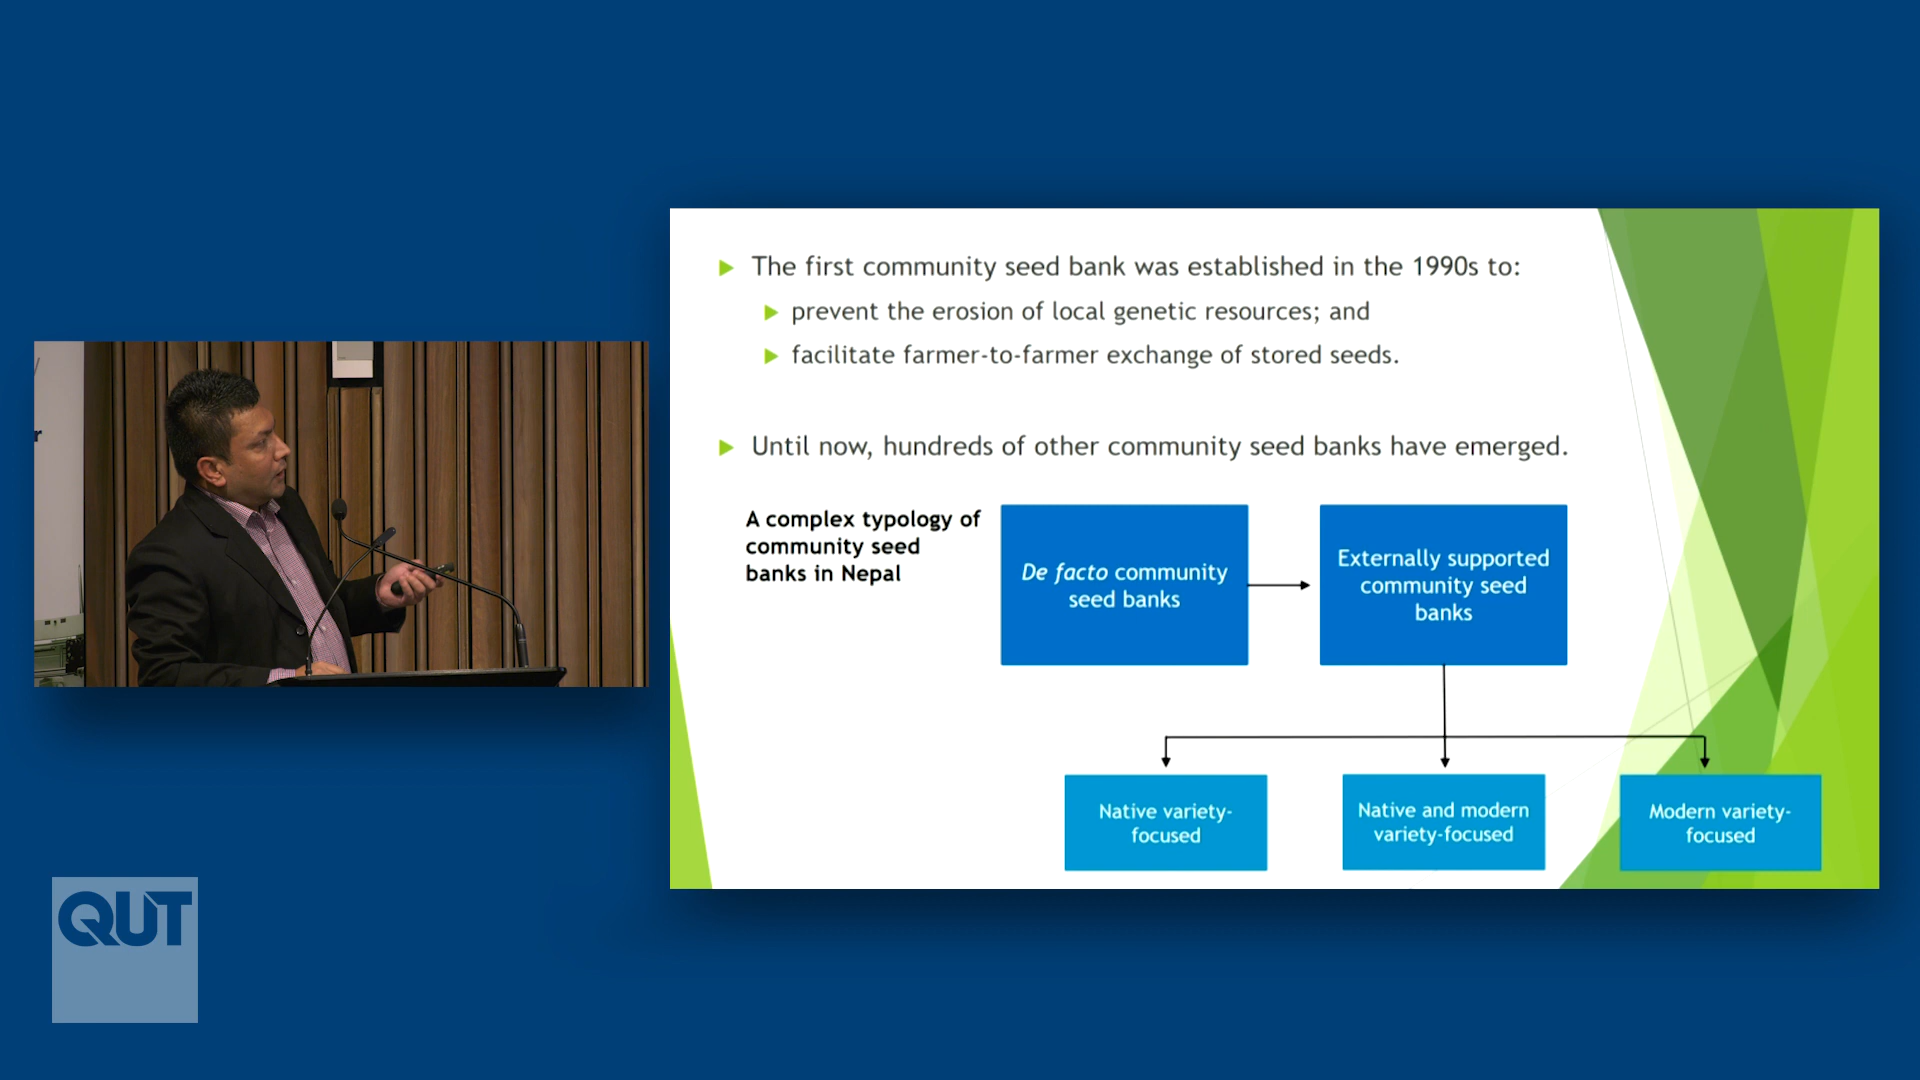 The first community seed bank was established in the 1990s to:
prevent the erosion of local genetic resources; and
facilitate farmer-to-farmer exchange of stored seeds.
Until now, hundreds of other community seed banks have emerged.
A complex typology of
community seed
banks in Nepal
De facto community
seed banks
Externally supported
community seed
banks
Native variety-
focused
Native and modern
variety-focused
Modern variety-
focused
r
QUT